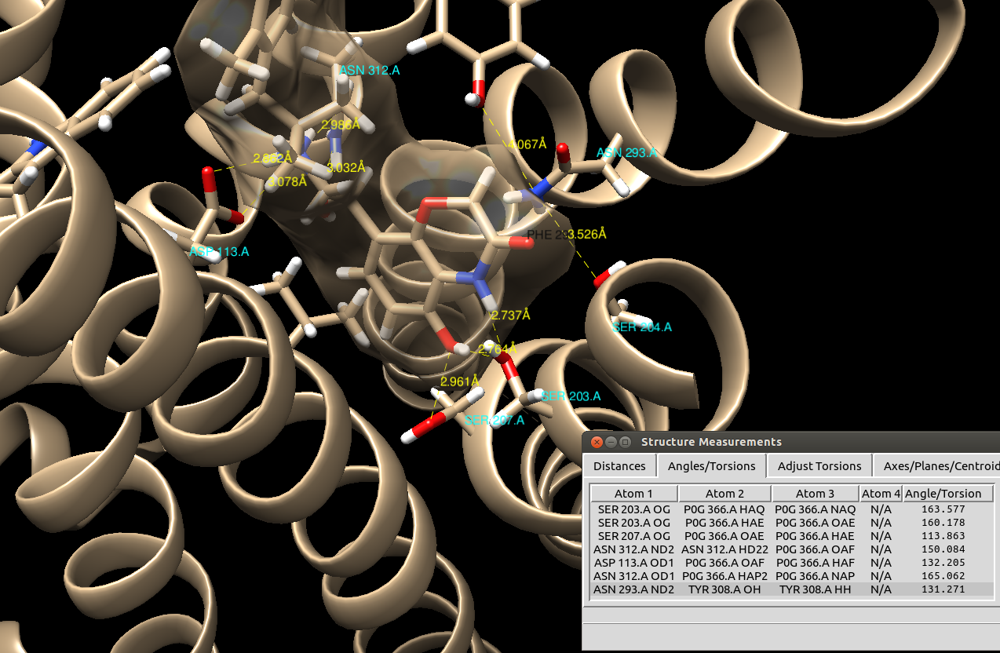 ASN 312.A
2.986Å
ASN 293.A
4.067Å
2.862Å
3.032Å
3.078Å
PHE 3.526Å
ASP 113.A
2.737Å
SER 204.A
2.764Å
2.961Å
SER 203.A
SER 207.A
Structure Measurements
Distances Angles/Torsions Adjust Torsions Axes/Planes/Centroid
Atom 1 Atom 2 Atom 3 Atom 4 Angle/Torsion
SER 203.A OG P0G 366.A HAQ P0G 366.A NAQ N/A 163.577
SER 203.A OG P0G 366.A HAE P0G 366.A OAE N/A 160.178
SER 207.A OG P0G 366.A OAE P0G 366.A HAE N/A 113.863
ASN 312.A ND2 ASN 312.A HD22 P0G 366.A OAF N/A 150.084
ASP 113.A OD1 P0G 366.A OAF P0G 366.A HAF N/A 132.205
ASN 312.A OD1 P0G 366.A HAP2 P0G 366.A NAP N/A 165.062
ASN 293.A ND2 TYR 308.A OH TYR 308.A HH N/A 131.271